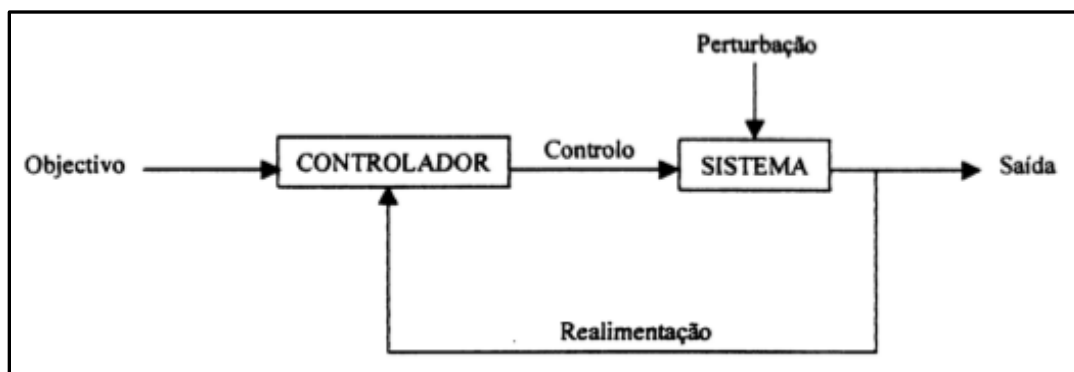 Perturbação
Objectivo
CONTROLADOR
Controlo
SISTEMA
Saída
Realimentação